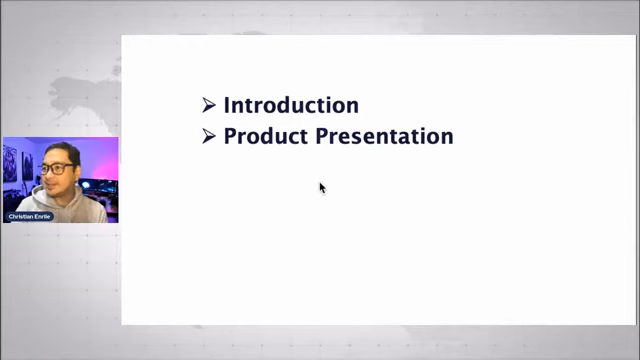 ➢ Introduction
➢ Product Presentation
Christian Enrile